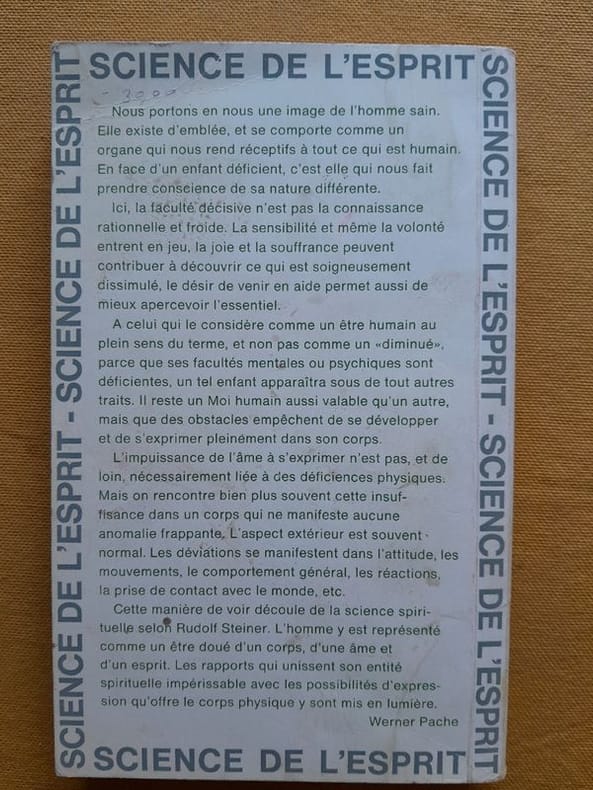 SCIENCE DE L'ESPRIT
Nous portons en nous une image de l'homme sain.
Elle existe d'emblée, et se comporte comme un
organe qui nous rend réceptifs à tout ce qui est humain.
En face d'un enfant déficient, c'est elle qui nous fait
prendre conscience de sa nature différente.
Ici, la faculté décisive n'est pas la connaissance
rationnelle et froide. La sensibilité et même la volonté
entrent en jeu, la joie et la souffrance peuvent
contribuer à découvrir ce qui est soigneusement
dissimulé, le désir de venir en aide permet aussi de
mieux apercevoir l'essentiel.
A celui qui le considère comme un être humain au
plein sens du terme, et non pas comme un «diminué»,
parce que ses facultés mentales ou psychiques sont
déficientes, un tel enfant apparaîtra sous de tout autres
traits. Il reste un Moi humain aussi valable qu'un autre,
mais que des obstacles empêchent de se développer
et de s'exprimer pleinement dans son corps.
L'impuissance de l'âme à s'exprimer n'est pas, et de
loin, nécessairement liée à des déficiences physiques.
Mais on rencontre bien plus souvent cette insuf-
fisance dans un corps qui ne manifeste aucune
anomalie frappante. L'aspect extérieur est souvent
normal. Les déviations se manifestent dans l'attitude, les
mouvements, le comportement général, les réactions,
la prise de contact avec le monde, etc.
Cette manière de voir découle de la science spiri-
tuelle selon Rudolf Steiner. L'homme y est représenté
comme un être doué d'un corps, d'une âme et
d'un esprit. Les rapports qui unissent son entité
spirituelle impérissable avec les possibilités d'expres-
sion qu'offre le corps physique y sont mis en lumière.
Werner Pache
SCIENCE DE L'ESPRIT
SCIENCE DE L'ESPRIT - SCIENCE DE L'ESPRIT
SCIENCE DE L'ESPRIT - SCIENCE DE L'ESPRIT